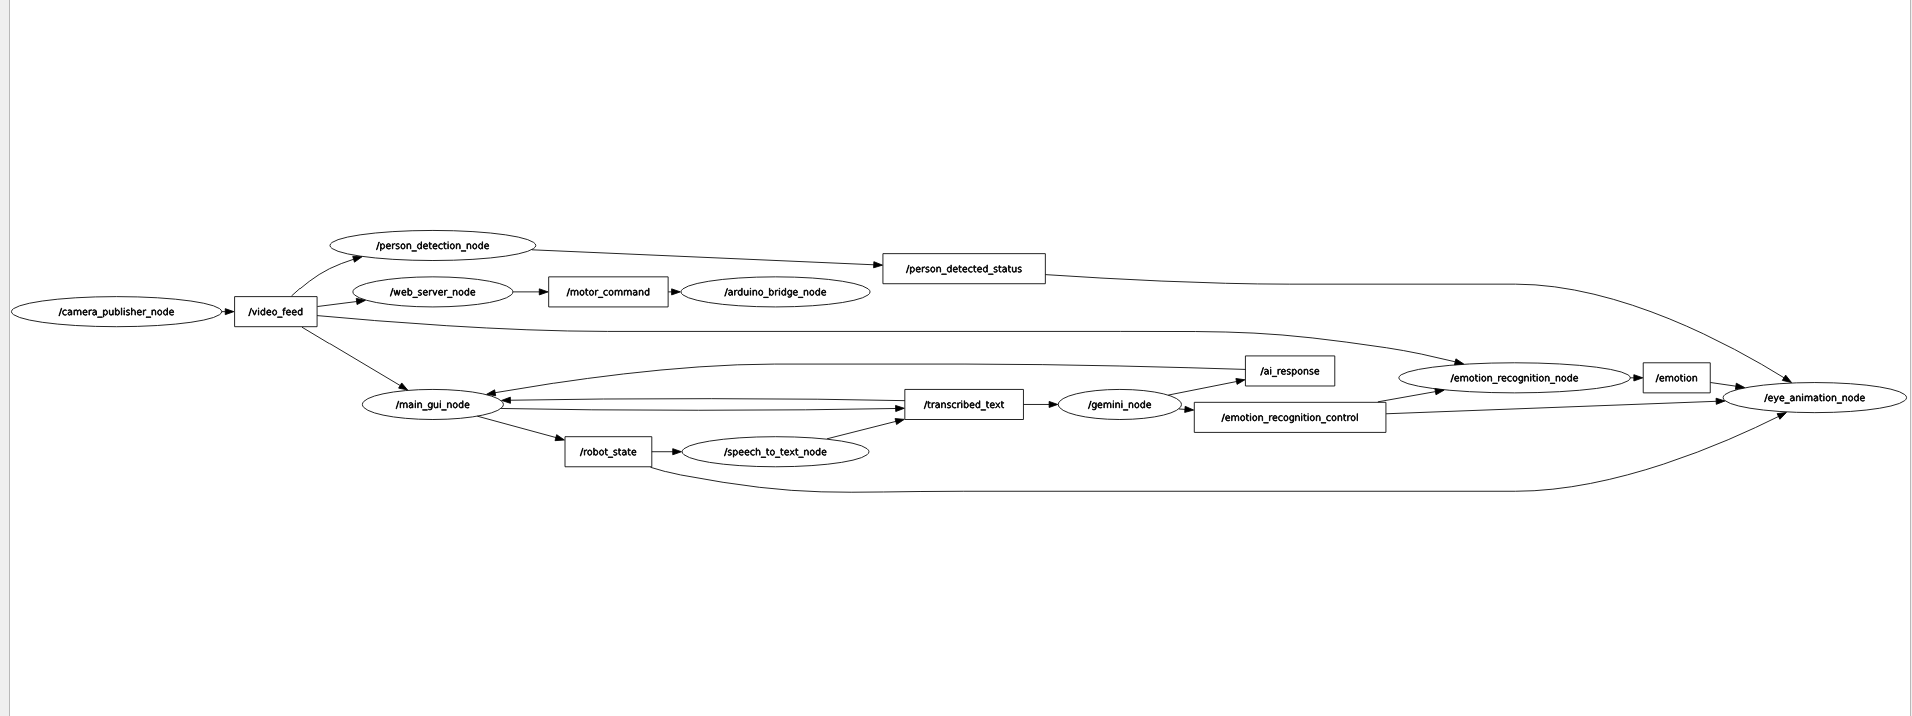 /person_detection_node
/person_detected_status
/web_server_node
/motor_command
/arduino_bridge_node
/camera_publisher_node
/video_feed
/ai_response
/emotion_recognition_node
/emotion
/eye_animation_node
/main_gui_node
/transcribed_text
/gemini_node
/emotion_recognition_control
/robot_state
/speech_to_text_node